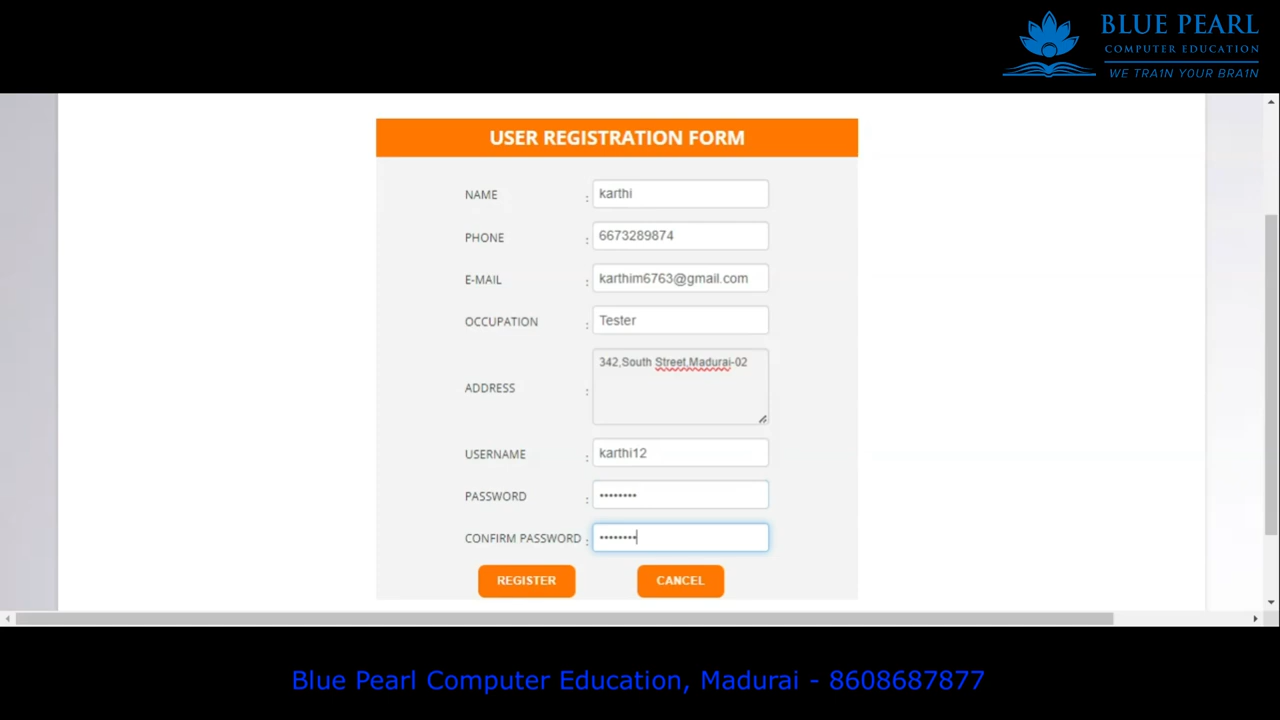 BLUE PEARL
COMPUTER EDUCATION
WE TRA1N YOUR BRA1N
USER REGISTRATION FORM
NAME : karthi
PHONE : 6673289874
E-MAIL : karthim6763@gmail.com
OCCUPATION : Tester
ADDRESS : 342,South Street,Madurai-02
USERNAME : karthi12
PASSWORD : ••••••••
CONFIRM PASSWORD : ••••••••
REGISTER CANCEL
Blue Pearl Computer Education, Madurai - 8608687877